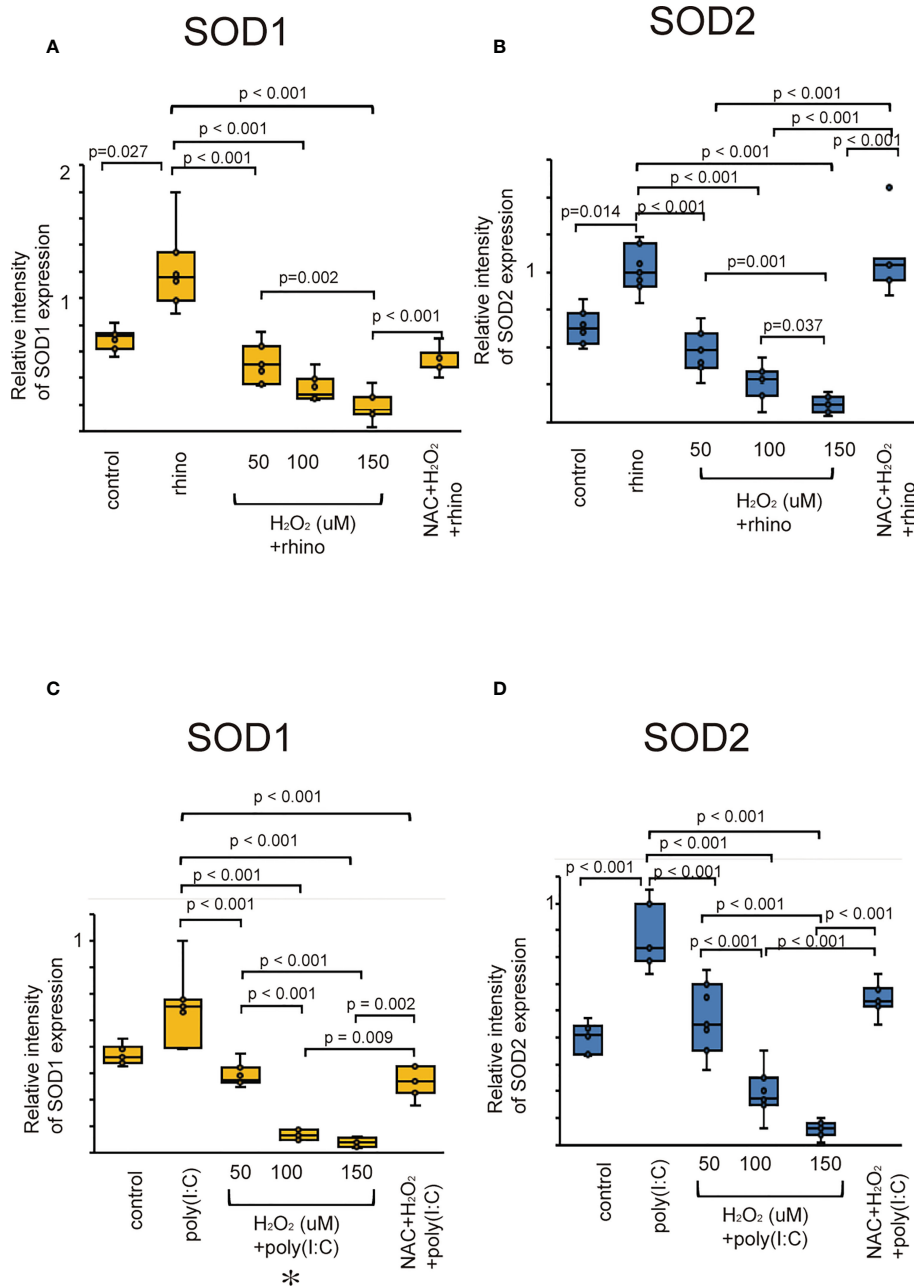 A
SOD1
p < 0.001
p < 0.001
p=0.027
p < 0.001
2
p=0.002
1
p < 0.001
Relative intensity
of SOD1 expression
control
rhino
50
100
150
H₂O₂ (uM)
+rhino
NAC+H₂O₂
+rhino
B
SOD2
p < 0.001
p < 0.001
p < 0.001
p < 0.001
p < 0.001
p=0.014
p < 0.001
1
p=0.001
p=0.037
Relative intensity
of SOD2 expression
control
rhino
50
100
150
H₂O₂ (uM)
+rhino
NAC+H₂O₂
+rhino
C
SOD1
p < 0.001
p < 0.001
p < 0.001
p < 0.001
1
p < 0.001
p < 0.001
p = 0.002
p = 0.009
Relative intensity
of SOD1 expression
control
poly(I:C)
50
100
150
H₂O₂ (uM)
+poly(I:C)
*
NAC+H₂O₂
+poly(I:C)
D
SOD2
p < 0.001
p < 0.001
p < 0.001
p < 0.001
1
p < 0.001
p < 0.001
p < 0.001
p < 0.001
Relative intensity
of SOD2 expression
control
poly(I:C)
50
100
150
H₂O₂ (uM)
+poly(I:C)
NAC+H₂O₂
+poly(I:C)